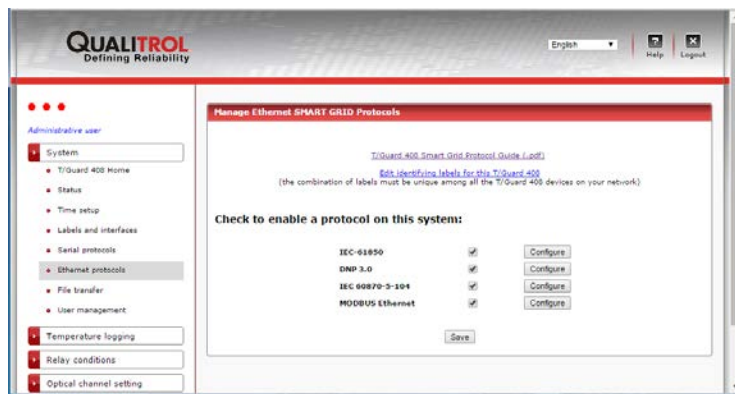 QUALITROL
Defining Reliability
English
Help
Logout
Administrative user
System
T/Guard 408 Home
Status
Time setup
Labels and interfaces
Serial protocols
Ethernet protocols
File transfer
User management
Temperature logging
Relay conditions
Optical channel setting
Manage Ethernet SMART GRID Protocols
T/Guard 408 Smart Grid Protocol Guide (.pdf)
Edit identifying labels for this T/Guard 408
(the combination of labels must be unique among all the T/Guard 408 devices on your network)
Check to enable a protocol on this system:
IEC-61850 Configure
DNP 3.0 Configure
IEC 60870-5-104 Configure
MODBUS Ethernet Configure
Save